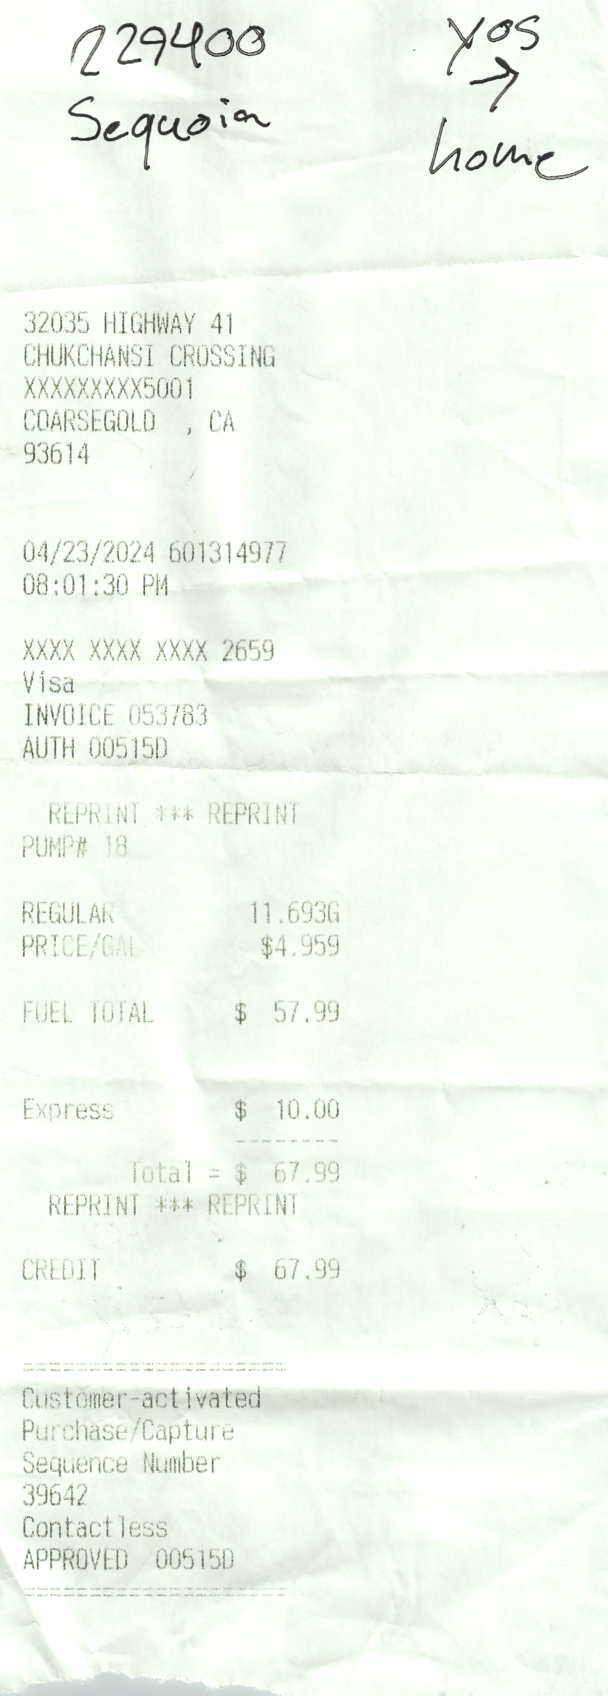 229400
Sequoia
yos
→
home
32035 HIGHWAY 41
CHUKCHANSI CROSSING
XXXXXXXXX5001
COARSEGOLD , CA
93614
04/23/2024 601314977
08:01:30 PM
XXXX XXXX XXXX 2659
Visa
INVOICE 053783
AUTH 00515D
REPRINT *** REPRINT
PUMP# 18
REGULAR 11.693G
PRICE/GAL $4.959
FUEL TOTAL $ 57.99
Express $ 10.00
--------
Total = $ 67.99
REPRINT *** REPRINT
CREDIT $ 67.99
--------------------
Customer-activated
Purchase/Capture
Sequence Number
39642
Contactless
APPROVED 00515D
--------------------